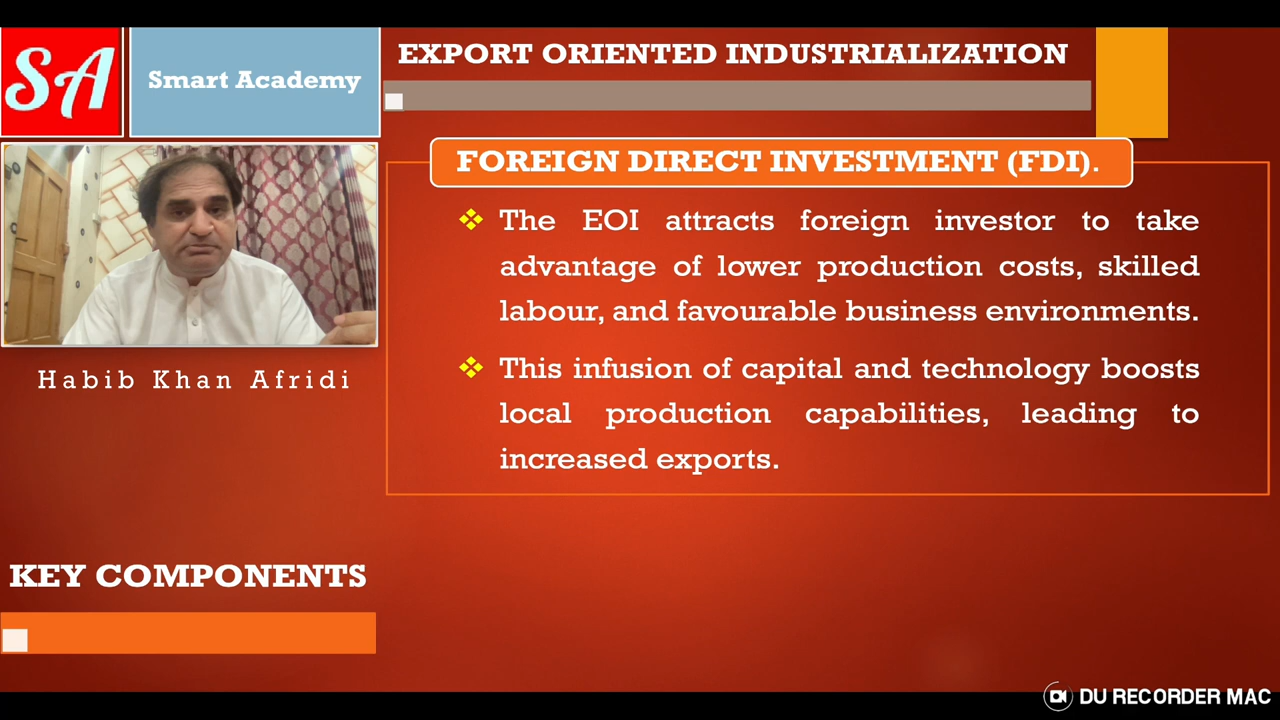 SA
Smart Academy
EXPORT ORIENTED INDUSTRIALIZATION
FOREIGN DIRECT INVESTMENT (FDI).
The EOI attracts foreign investor to take
advantage of lower production costs, skilled
labour, and favourable business environments.
This infusion of capital and technology boosts
local production capabilities, leading to
increased exports.
Habib Khan Afridi
KEY COMPONENTS
DU RECORDER MAC